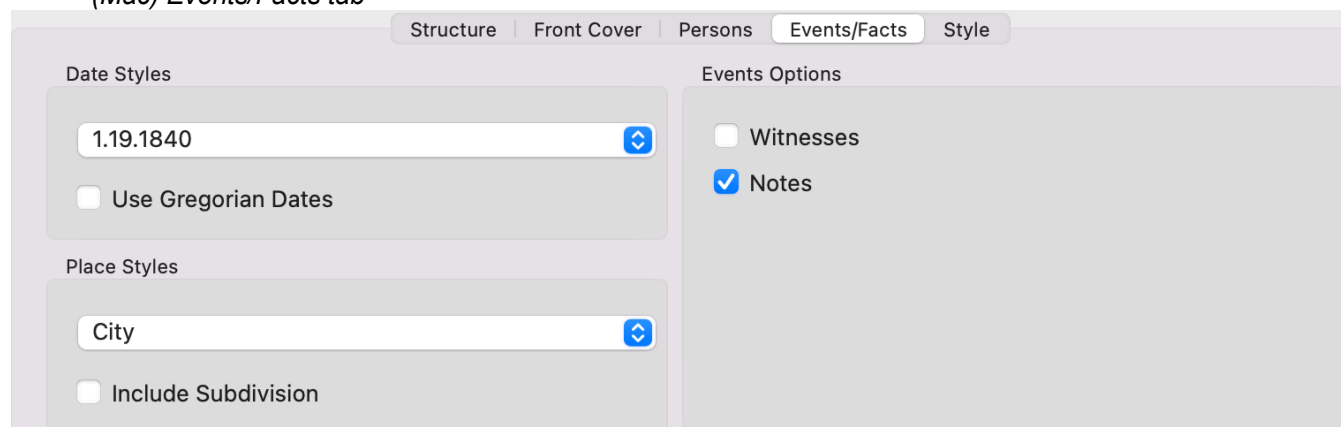 (Mac) Events/Facts tab
Structure Front Cover Persons Events/Facts Style
Date Styles
1.19.1840
Use Gregorian Dates
Place Styles
City
Include Subdivision
Events Options
Witnesses
Notes